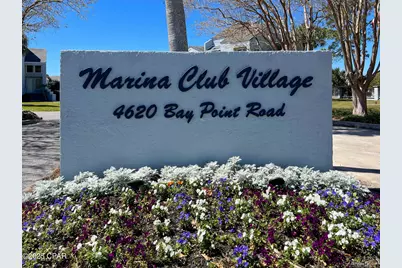 Marina Club Village
4620 Bay Point Road
© 2023 CPAR